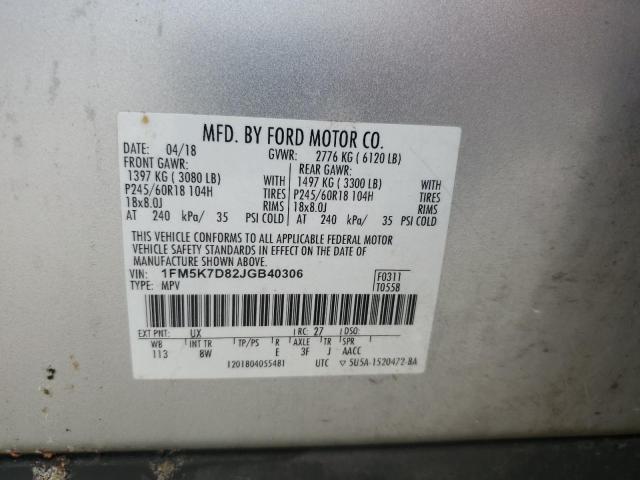 MFD. BY FORD MOTOR CO.
DATE: 04/18 GVWR: 2776 KG ( 6120 LB)
FRONT GAWR: REAR GAWR:
1397 KG ( 3080 LB) 1497 KG ( 3300 LB)
P245/60R18 104H TIRES P245/60R18 104H TIRES
18x8.0J RIMS 18x8.0J RIMS
AT 240 kPa/ 35 PSI COLD AT 240 kPa/ 35 PSI COLD
THIS VEHICLE CONFORMS TO ALL APPLICABLE FEDERAL MOTOR
VEHICLE SAFETY STANDARDS IN EFFECT ON THE DATE OF
MANUFACTURE SHOWN ABOVE.
VIN: 1FM5K7D82JGB40306 F0311
TYPE: MPV T0558
EXT PNT: UX RC: 27 DSO:
WB INT TR TP/PS R AXLE TR SPR
113 BW E 3F J AACC
1201804055481 UTC ▽ 5U5A-1520472-BA